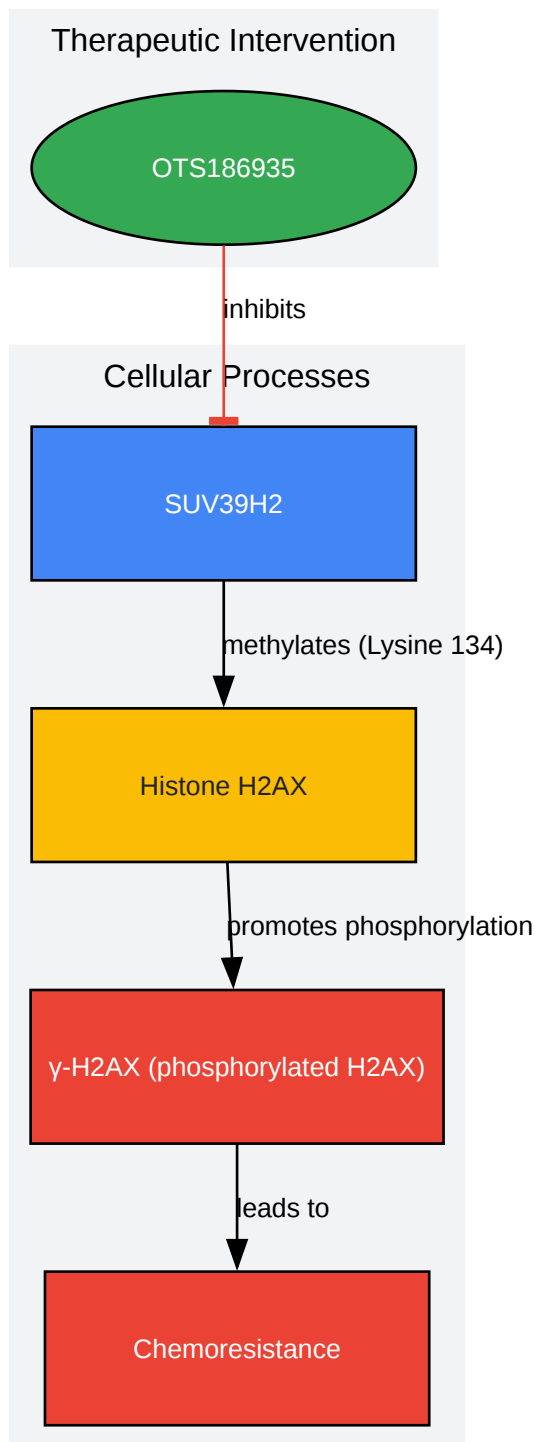 Therapeutic Intervention
OTS186935
inhibits
Cellular Processes
SUV39H2
methylates (Lysine 134)
Histone H2AX
promotes phosphorylation
γ-H2AX (phosphorylated H2AX)
leads to
Chemoresistance